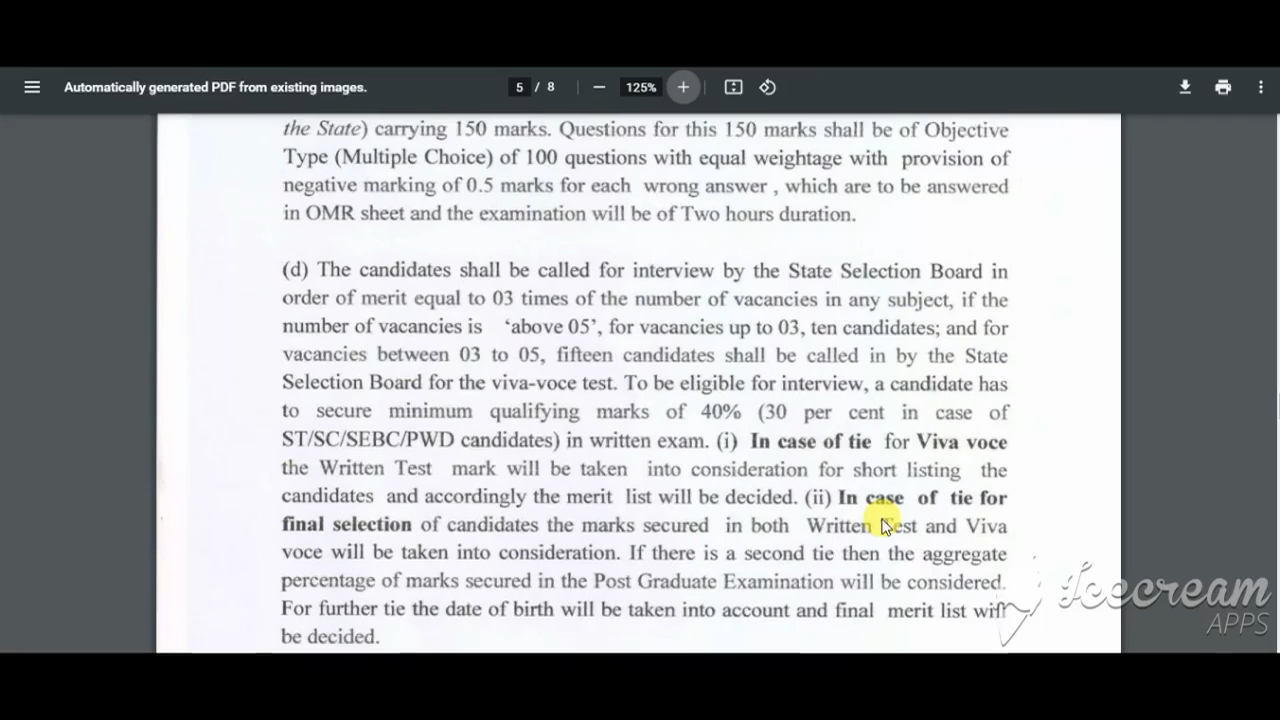 Automatically generated PDF from existing images.
5 / 8
125%
the State) carrying 150 marks. Questions for this 150 marks shall be of Objective
Type (Multiple Choice) of 100 questions with equal weightage with provision of
negative marking of 0.5 marks for each wrong answer , which are to be answered
in OMR sheet and the examination will be of Two hours duration.
(d) The candidates shall be called for interview by the State Selection Board in
order of merit equal to 03 times of the number of vacancies in any subject, if the
number of vacancies is ‘above 05’, for vacancies up to 03, ten candidates; and for
vacancies between 03 to 05, fifteen candidates shall be called in by the State
Selection Board for the viva-voce test. To be eligible for interview, a candidate has
to secure minimum qualifying marks of 40% (30 per cent in case of
ST/SC/SEBC/PWD candidates) in written exam. (i) In case of tie for Viva voce
the Written Test mark will be taken into consideration for short listing the
candidates and accordingly the merit list will be decided. (ii) In case of tie for
final selection of candidates the marks secured in both Written Test and Viva
voce will be taken into consideration. If there is a second tie then the aggregate
percentage of marks secured in the Post Graduate Examination will be considered.
For further tie the date of birth will be taken into account and final merit list will
be decided.
Icecream
APPS